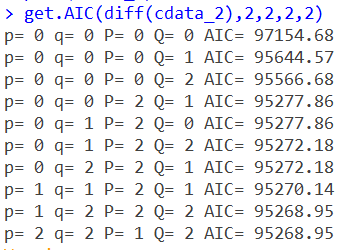 > get.AIC(diff(cdata_2),2,2,2,2)
p= 0 q= 0 P= 0 Q= 0 AIC= 97154.68
p= 0 q= 0 P= 0 Q= 1 AIC= 95644.57
p= 0 q= 0 P= 0 Q= 2 AIC= 95566.68
p= 0 q= 0 P= 2 Q= 1 AIC= 95277.86
p= 0 q= 1 P= 2 Q= 0 AIC= 95277.86
p= 0 q= 1 P= 2 Q= 2 AIC= 95272.18
p= 0 q= 2 P= 2 Q= 1 AIC= 95272.18
p= 1 q= 1 P= 2 Q= 1 AIC= 95270.14
p= 1 q= 2 P= 2 Q= 2 AIC= 95268.95
p= 2 q= 2 P= 1 Q= 2 AIC= 95268.95